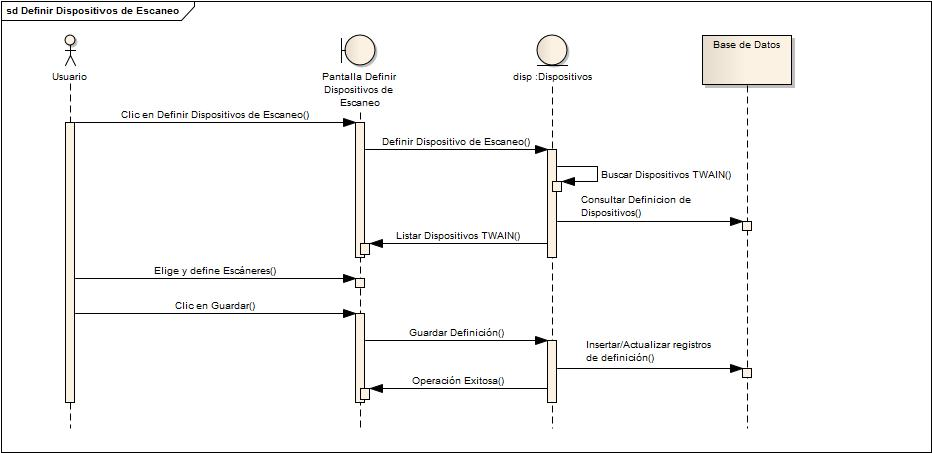 sd Definir Dispositivos de Escaneo
Usuario
Pantalla Definir
Dispositivos de
Escaneo
disp :Dispositivos
Base de Datos
Clic en Definir Dispositivos de Escaneo()
Definir Dispositivo de Escaneo()
Buscar Dispositivos TWAIN()
Consultar Definicion de
Dispositivos()
Listar Dispositivos TWAIN()
Elige y define Escáneres()
Clic en Guardar()
Guardar Definición()
Insertar/Actualizar registros
de definición()
Operación Exitosa()